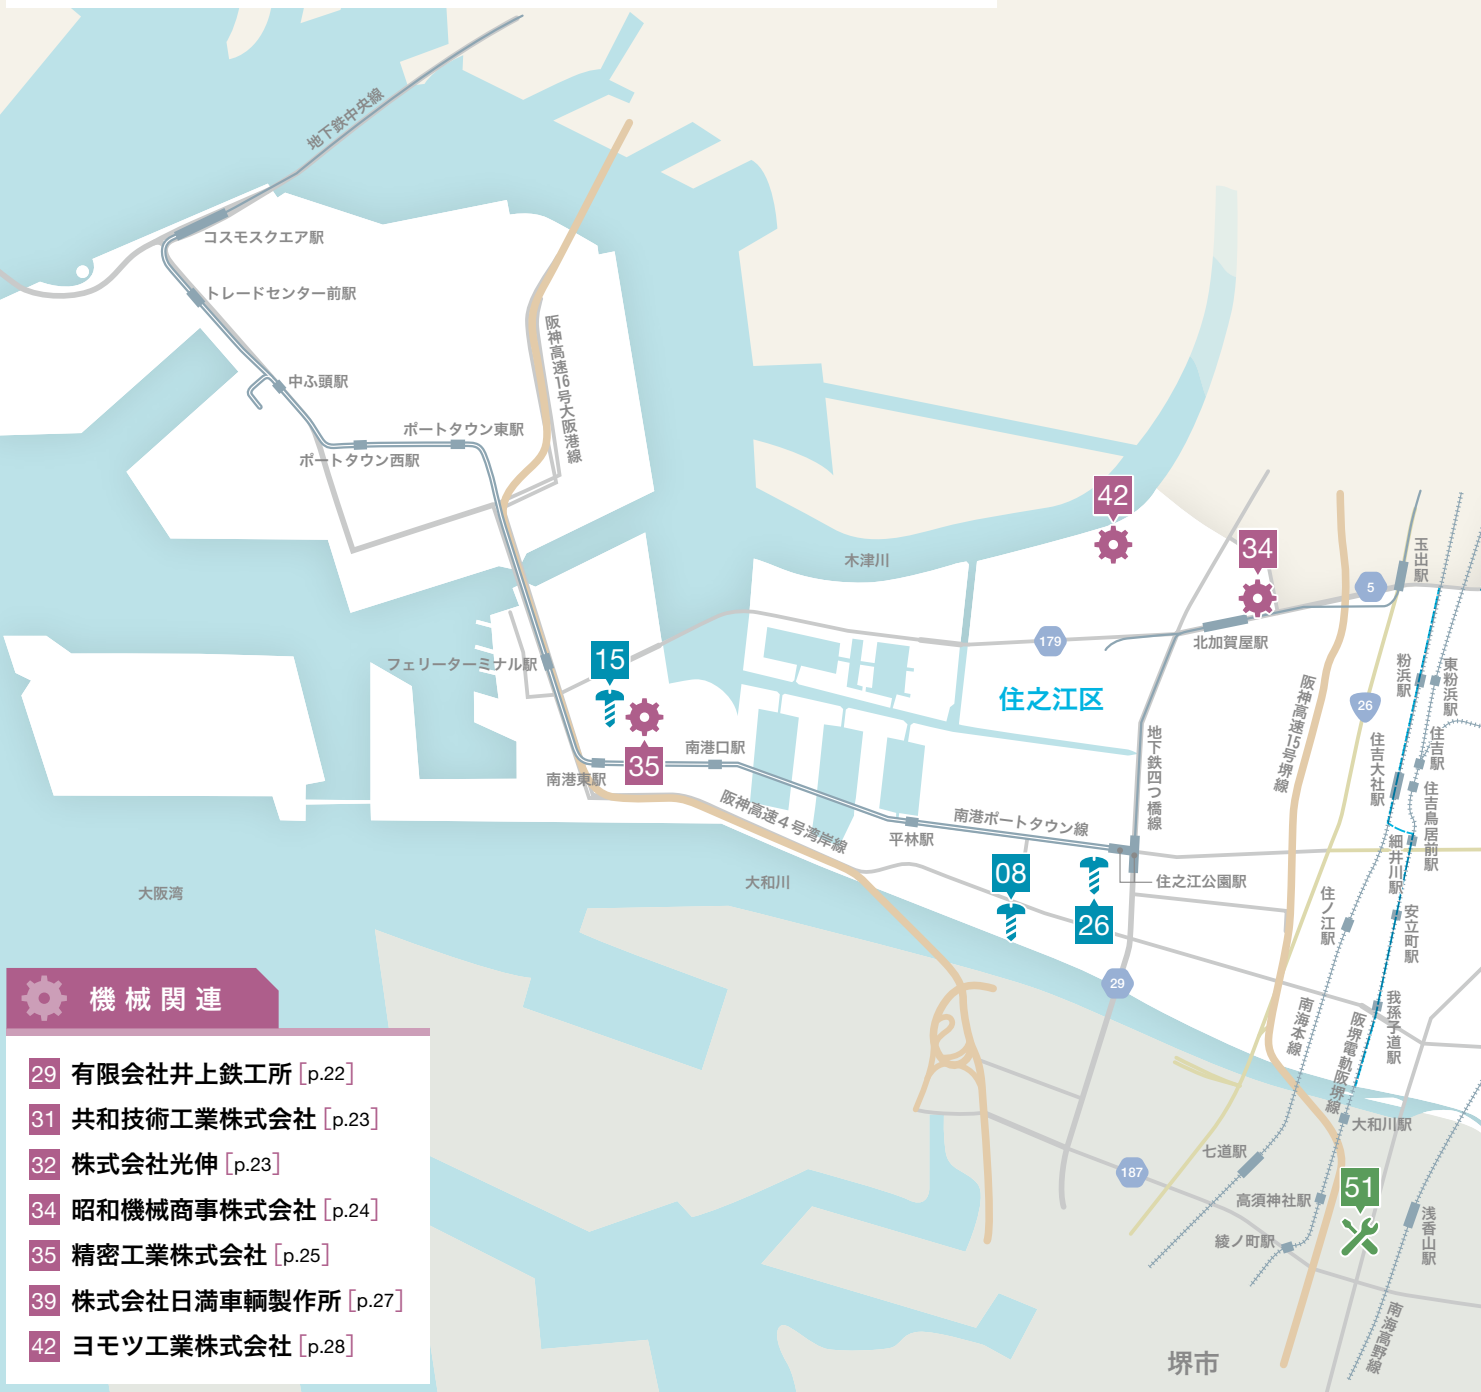 地下鉄中央線
コスモスクエア駅
トレードセンター前駅
中ふ頭駅
ポートタウン東駅
ポートタウン西駅
阪神高速16号大阪港線
42
34
木津川
玉出駅
5
179
北加賀屋駅
フェリーターミナル駅
15
35
住之江区
粉浜駅
東粉浜駅
阪神高速15号堺線
26
住吉大社駅
住吉駅
住吉鳥居前駅
地下鉄四つ橋線
南港口駅
南港東駅
阪神高速4号湾岸線
平林駅
南港ポートタウン線
細井川駅
08
26
住之江公園駅
大和川
大阪湾
住ノ江駅
安立町駅
29
我孫子道駅
南海本線
阪堺電軌阪堺線
大和川駅
七道駅
187
高須神社駅
51
綾ノ町駅
浅香山駅
南海高野線
堺市
機械関連
29 有限会社井上鉄工所 [p.22]
31 共和技術工業株式会社 [p.23]
32 株式会社光伸 [p.23]
34 昭和機械商事株式会社 [p.24]
35 精密工業株式会社 [p.25]
39 株式会社日満車輌製作所 [p.27]
42 ヨモツ工業株式会社 [p.28]